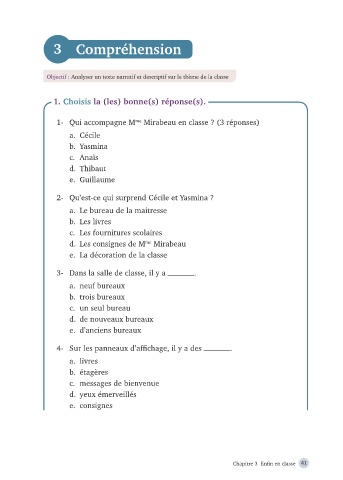 3 Compréhension
Objectif : Analyser un texte narratif et descriptif sur le thème de la classe
1. Choisis la (les) bonne(s) réponse(s).
1- Qui accompagne Mme Mirabeau en classe ? (3 réponses)
a. Cécile
b. Yasmina
c. Anaïs
d. Thibaut
e. Guillaume
2- Qu'est-ce qui surprend Cécile et Yasmina ?
a. Le bureau de la maitresse
b. Les livres
c. Les fournitures scolaires
d. Les consignes de Mme Mirabeau
e. La décoration de la classe
3- Dans la salle de classe, il y a ______.
a. neuf bureaux
b. trois bureaux
c. un seul bureau
d. de nouveaux bureaux
e. d'anciens bureaux
4- Sur les panneaux d'affichage, il y a des ______.
a. livres
b. étagères
c. messages de bienvenue
d. yeux émerveillés
e. consignes
Chapitre 3 Enfin en classe 41